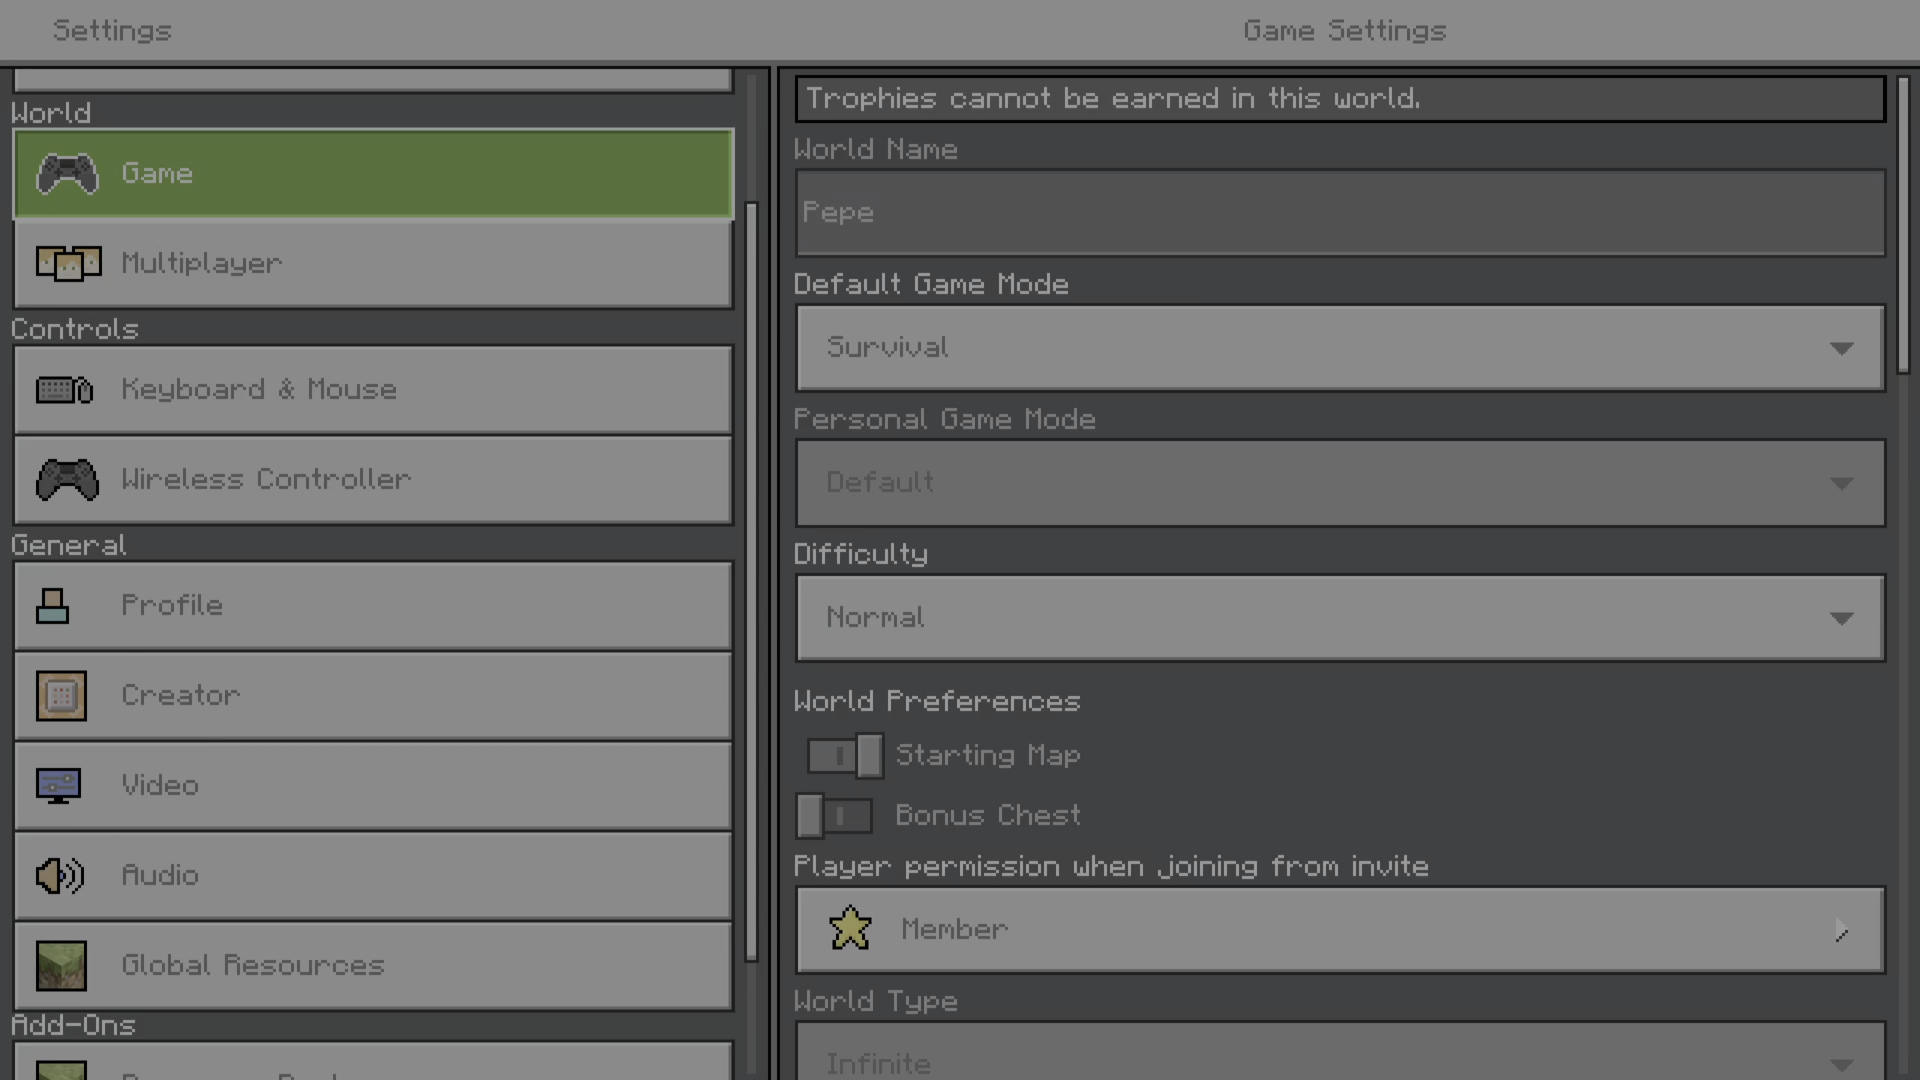 Settings
Game Settings
World
Game
Multiplayer
Controls
Keyboard & Mouse
Wireless Controller
General
Profile
Creator
Video
Audio
Global Resources
Add-Ons
Trophies cannot be earned in this world.
World Name
Pepe
Default Game Mode
Survival
Personal Game Mode
Default
Difficulty
Normal
World Preferences
Starting Map
Bonus Chest
Player permission when joining from invite
Member
World Type
Infinite